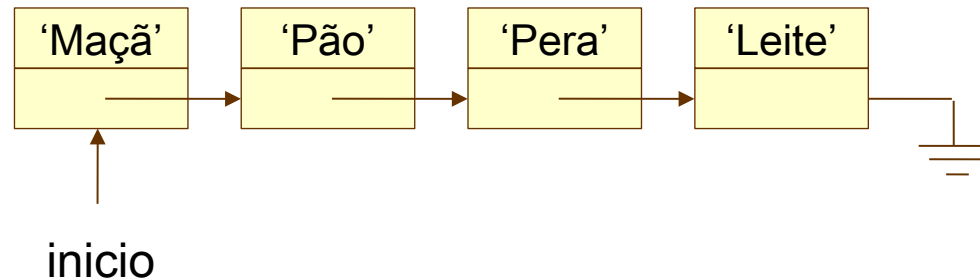 ‘Maçã’ ‘Pão’ ‘Pera’ ‘Leite’
inicio